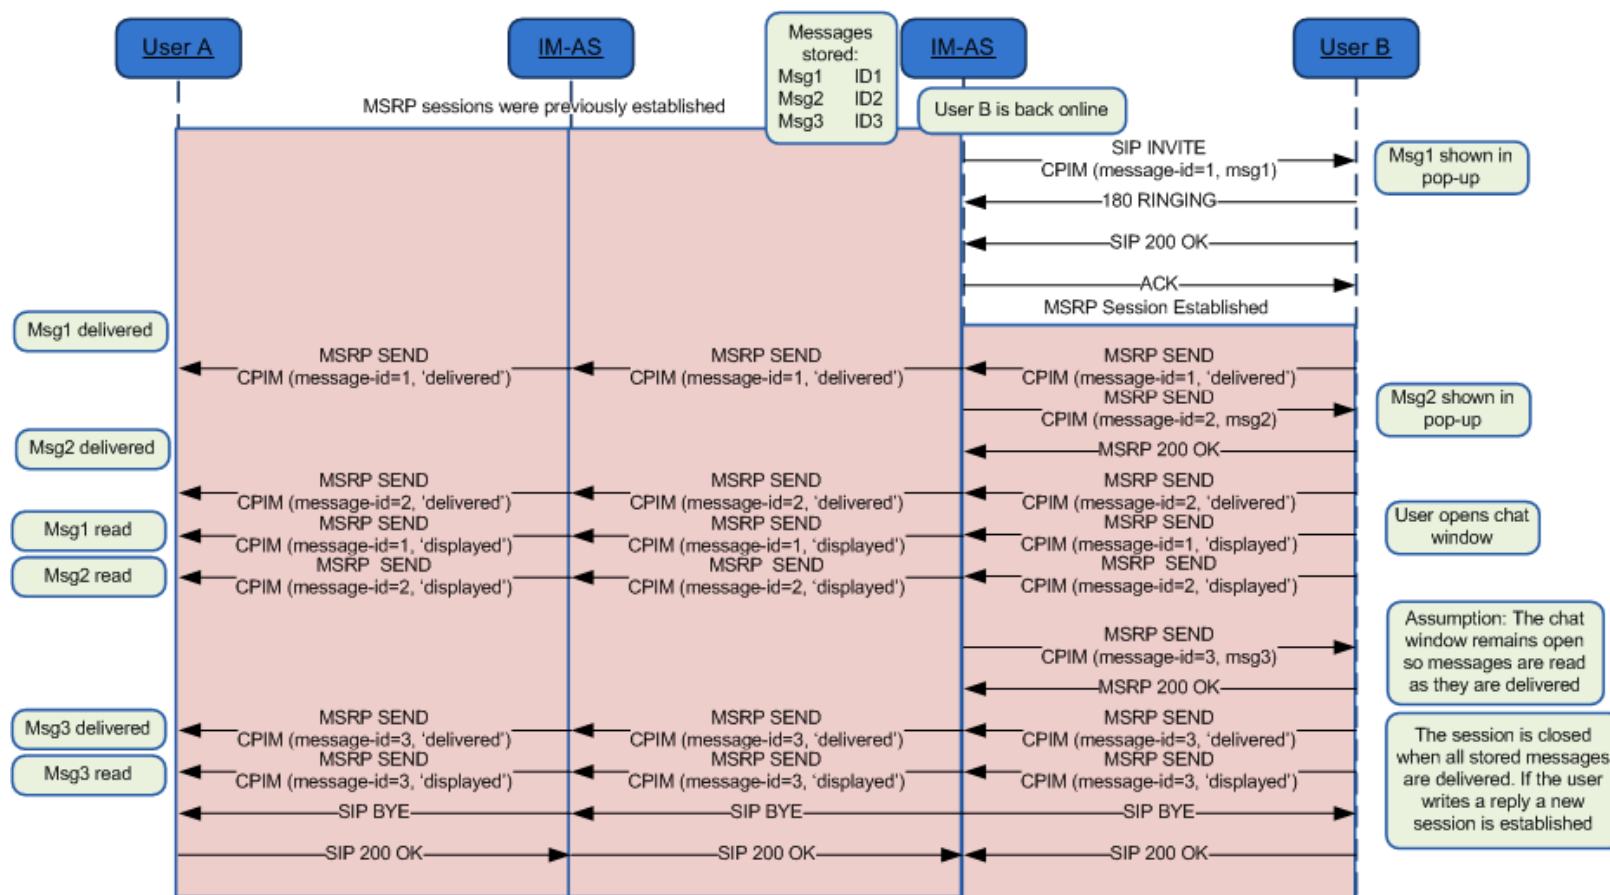 User A
IM-AS
Messages
stored:
Msg1 ID1
Msg2 ID2
Msg3 ID3
IM-AS
User B
MSRP sessions were previously established
User B is back online
SIP INVITE
CPIM (message-id=1, msg1)
Msg1 shown in
pop-up
180 RINGING
SIP 200 OK
ACK
MSRP Session Established
Msg1 delivered
MSRP SEND
CPIM (message-id=1, ‘delivered’)
MSRP SEND
CPIM (message-id=1, ‘delivered’)
MSRP SEND
CPIM (message-id=1, ‘delivered’)
MSRP SEND
CPIM (message-id=2, msg2)
Msg2 shown in
pop-up
Msg2 delivered
MSRP 200 OK
MSRP SEND
CPIM (message-id=2, ‘delivered’)
MSRP SEND
CPIM (message-id=2, ‘delivered’)
MSRP SEND
CPIM (message-id=2, ‘delivered’)
Msg1 read
MSRP SEND
CPIM (message-id=1, ‘displayed’)
MSRP SEND
CPIM (message-id=1, ‘displayed’)
MSRP SEND
CPIM (message-id=1, ‘displayed’)
User opens chat
window
Msg2 read
MSRP SEND
CPIM (message-id=2, ‘displayed’)
MSRP SEND
CPIM (message-id=2, ‘displayed’)
MSRP SEND
CPIM (message-id=2, ‘displayed’)
MSRP SEND
CPIM (message-id=3, msg3)
Assumption: The chat
window remains open
so messages are read
as they are delivered
MSRP 200 OK
Msg3 delivered
MSRP SEND
CPIM (message-id=3, ‘delivered’)
MSRP SEND
CPIM (message-id=3, ‘delivered’)
MSRP SEND
CPIM (message-id=3, ‘delivered’)
Msg3 read
MSRP SEND
CPIM (message-id=3, ‘displayed’)
MSRP SEND
CPIM (message-id=3, ‘displayed’)
MSRP SEND
CPIM (message-id=3, ‘displayed’)
The session is closed
when all stored messages
are delivered. If the user
writes a reply a new
session is established
SIP BYE
SIP BYE
SIP BYE
SIP 200 OK
SIP 200 OK
SIP 200 OK